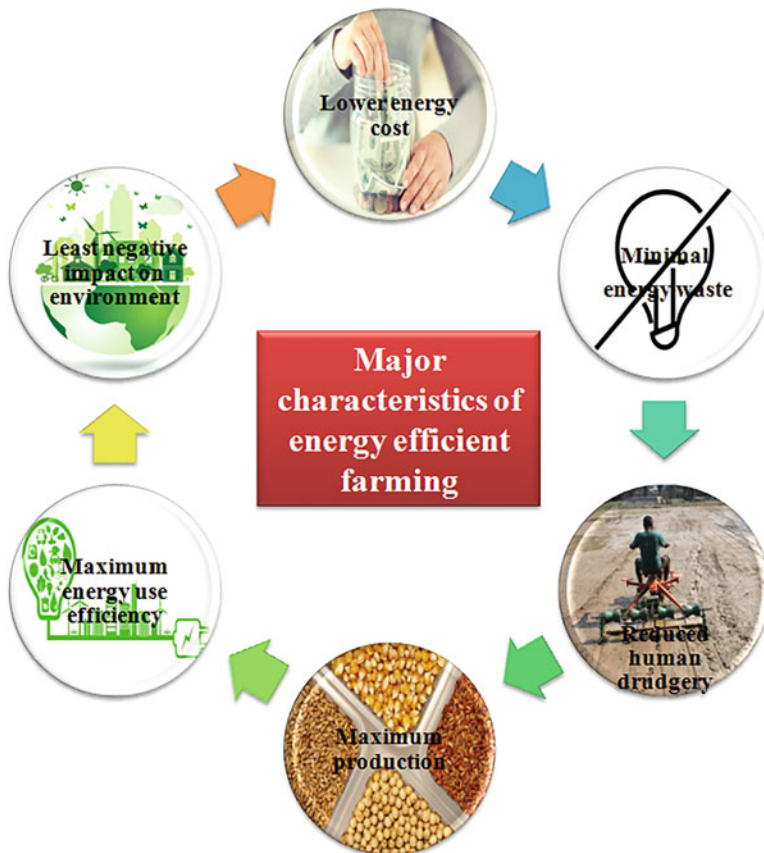 Lower energy
cost
Minimal
energy waste
Reduced
human
drudgery
Maximum
production
Maximum
energy use
efficiency
Least negative
impact on
environment
Major
characteristics of
energy efficient
farming